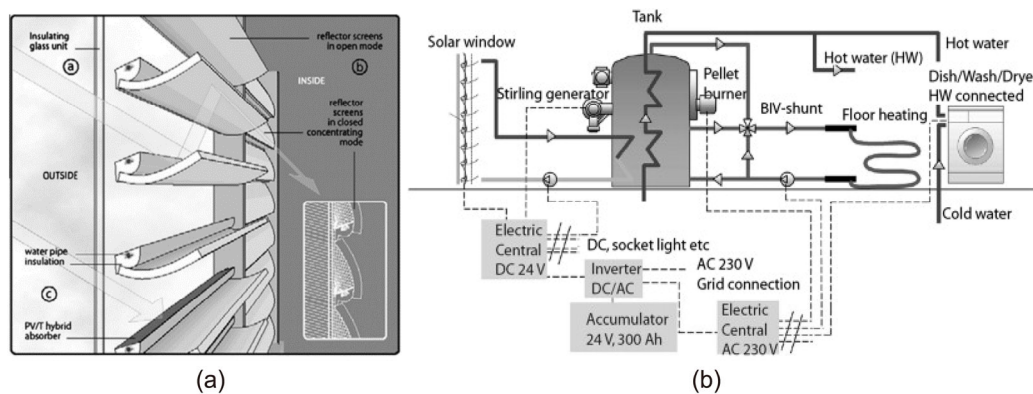 Insulating
glass unit
a
reflector screens
in open mode
b
INSIDE
reflector
screens
in closed
concentrating
mode
OUTSIDE
water pipe
insulation
c
PV/T hybrid
absorber
(a)
Tank
Solar window
Hot water
Hot water (HW)
Pellet
burner
Stirling generator
Dish/Wash/Drye
HW connected
BIV-shunt
Floor heating
Cold water
Electric
Central
DC 24 V
DC, socket light etc
Inverter
DC/AC
AC 230 V
Grid connection
Accumulator
24 V, 300 Ah
Electric
Central
AC 230 V
(b)